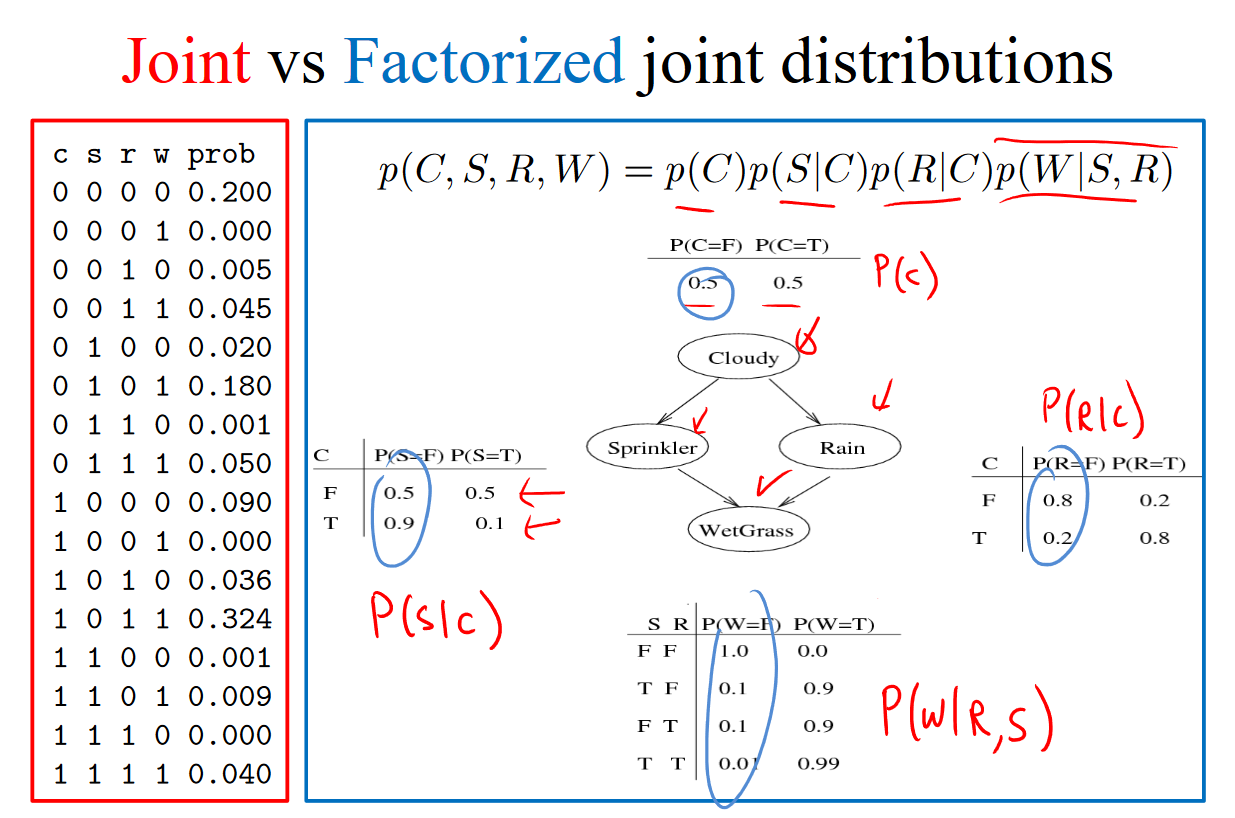 Joint vs Factorized joint distributions
c s r w prob
0 0 0 0 0.200
0 0 0 1 0.000
0 0 1 0 0.005
0 0 1 1 0.045
0 1 0 0 0.020
0 1 0 1 0.180
0 1 1 0 0.001
0 1 1 1 0.050
1 0 0 0 0.090
1 0 0 1 0.000
1 0 1 0 0.036
1 0 1 1 0.324
1 1 0 0 0.001
1 1 0 1 0.009
1 1 1 0 0.000
1 1 1 1 0.040
p(C, S, R, W) = p(C)p(S|C)p(R|C)p(W|S, R)
P(C=F) P(C=T)
0.5 0.5
P(C)
Cloudy
Sprinkler
Rain
WetGrass
C P(S=F) P(S=T)
F 0.5 0.5
T 0.9 0.1
P(S|C)
P(R|C)
C P(R=F) P(R=T)
F 0.8 0.2
T 0.2 0.8
S R P(W=F) P(W=T)
F F 1.0 0.0
T F 0.1 0.9
F T 0.1 0.9
T T 0.01 0.99
P(W|R,S)